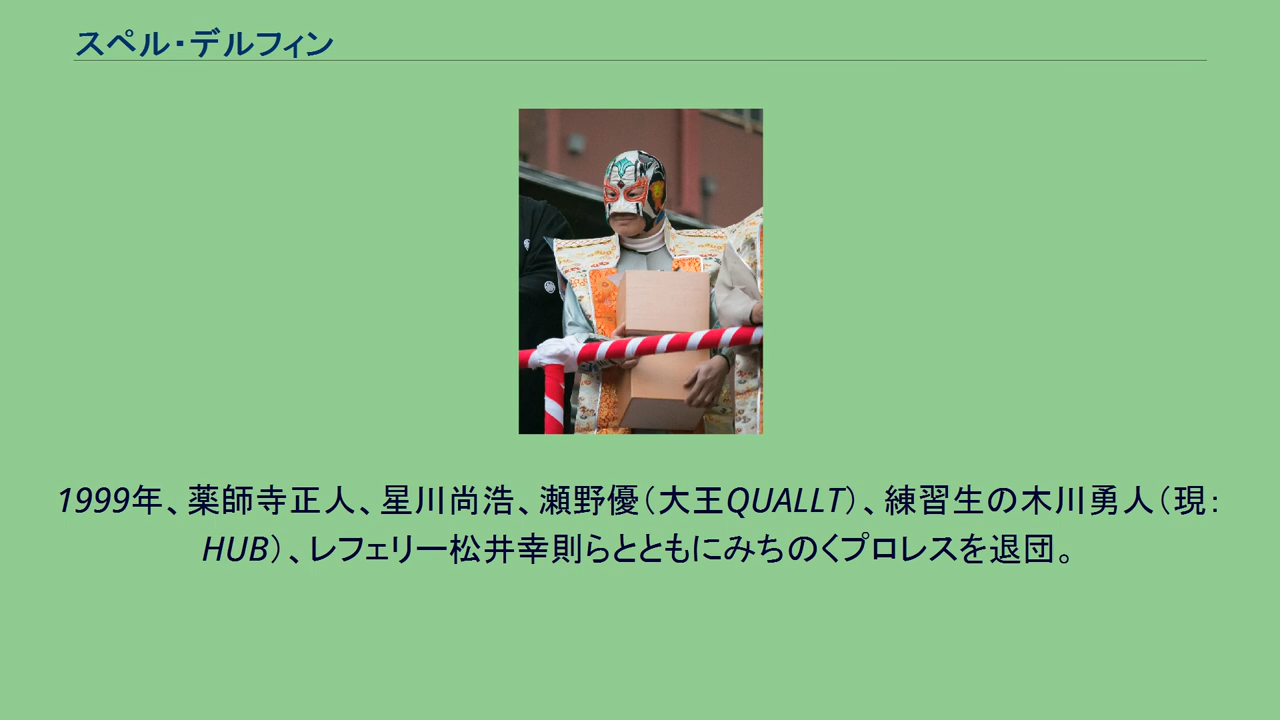 スペル・デルフィン
1999年、薬師寺正人、星川尚浩、瀬野優（大王QUALLT）、練習生の木川勇人（現：
HUB）、レフェリー松井幸則らとともにみちのくプロレスを退団。